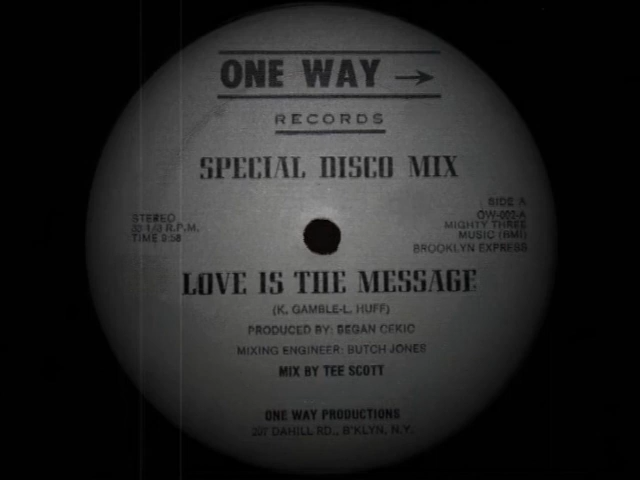 ONE WAY →
RECORDS
SPECIAL DISCO MIX
STEREO
33 1/3 R.P.M.
TIME 9:58
SIDE A
OW-002-A
MIGHTY THREE
MUSIC (BMI)
BROOKLYN EXPRESS
LOVE IS THE MESSAGE
(K. GAMBLE-L. HUFF)
PRODUCED BY: BEGAN CEKIC
MIXING ENGINEER: BUTCH JONES
MIX BY TEE SCOTT
ONE WAY PRODUCTIONS
DAHILL RD., B'KLYN, N.Y.